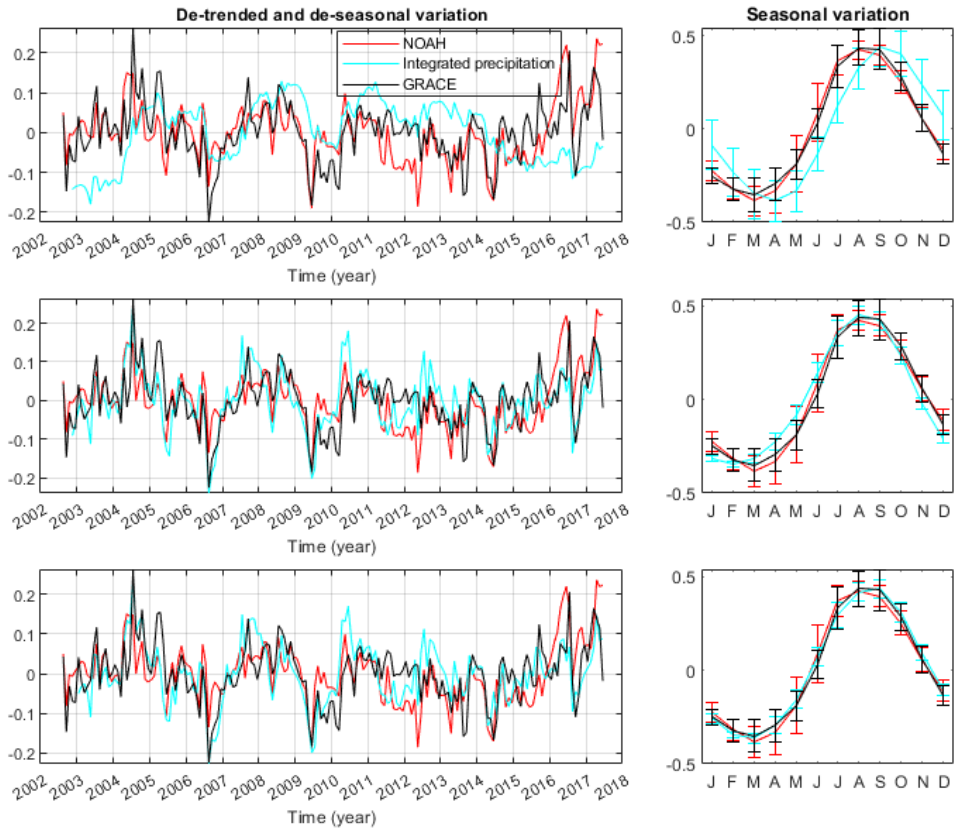 De-trended and de-seasonal variation
Seasonal variation
NOAH
Integrated precipitation
GRACE
0.2
0.1
0
-0.1
-0.2
2002 2003 2004 2005 2006 2007 2008 2009 2010 2011 2012 2013 2014 2015 2016 2017 2018
Time (year)
0.5
0
-0.5
J F M A M J J A S O N D
0.2
0.1
0
-0.1
-0.2
2002 2003 2004 2005 2006 2007 2008 2009 2010 2011 2012 2013 2014 2015 2016 2017 2018
Time (year)
0.5
0
-0.5
J F M A M J J A S O N D
0.2
0.1
0
-0.1
-0.2
2002 2003 2004 2005 2006 2007 2008 2009 2010 2011 2012 2013 2014 2015 2016 2017 2018
Time (year)
0.5
0
-0.5
J F M A M J J A S O N D